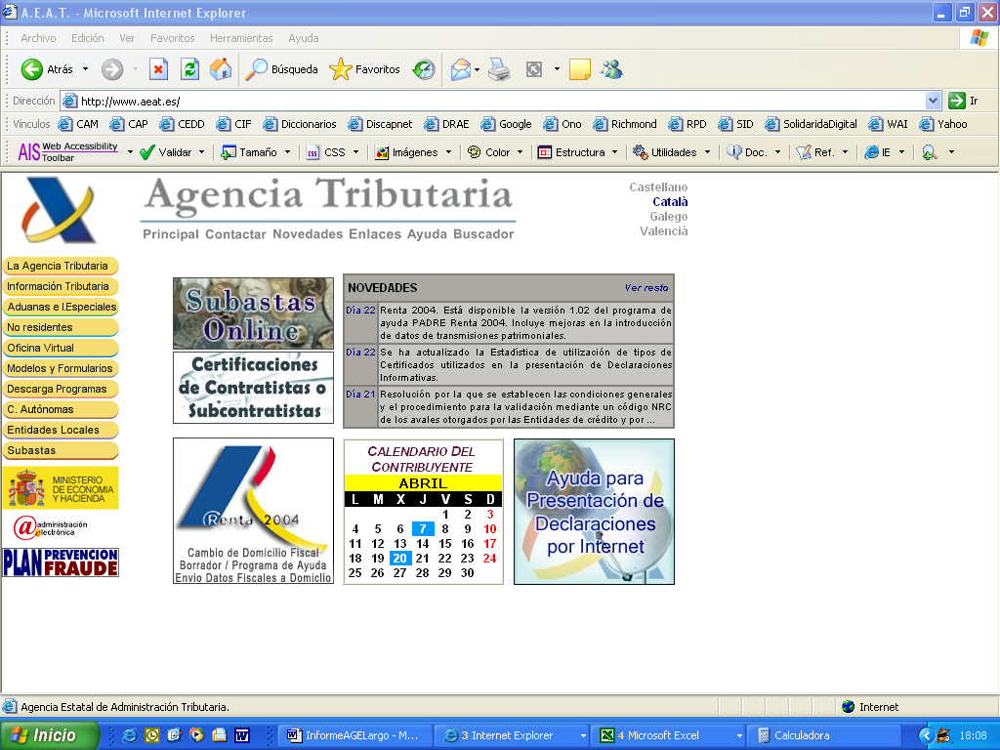 A.E.A.T. - Microsoft Internet Explorer
Archivo Edición Ver Favoritos Herramientas Ayuda
Atrás Búsqueda Favoritos
Dirección http://www.aeat.es/ Ir
Vínculos CAM CAP CEDD CIF Diccionarios Discapnet DRAE Google Ono Richmond RPD SID SolidaridaDigital WAI Yahoo
AIS Web Accessibility Toolbar Validar Tamaño CSS Imágenes Color Estructura Utilidades Doc. Ref. IE
Agencia Tributaria
Principal Contactar Novedades Enlaces Ayuda Buscador
Castellano
Català
Galego
Valencià
La Agencia Tributaria
Información Tributaria
Aduanas e I.Especiales
No residentes
Oficina Virtual
Modelos y Formularios
Descarga Programas
C. Autónomas
Entidades Locales
Subastas
MINISTERIO
DE ECONOMIA
Y HACIENDA
@administración
electrónica
PLAN PREVENCION
FRAUDE
Subastas
Online
Certificaciones
de Contratistas o
Subcontratistas
NOVEDADES Ver resto
Día 22 Renta 2004. Está disponible la versión 1.02 del programa de
ayuda PADRE Renta 2004. Incluye mejoras en la introducción
de datos de transmisiones patrimoniales.
Día 22 Se ha actualizado la Estadística de utilización de tipos de
Certificados utilizados en la presentación de Declaraciones
Informativas.
Día 21 Resolución por la que se establecen las condiciones generales
y el procedimiento para la validación mediante un código NRC
de los avales otorgados por las Entidades de crédito y por ...
Renta 2004
Cambio de Domicilio Fiscal
Borrador / Programa de Ayuda
Envio Datos Fiscales a Domicilio
CALENDARIO DEL
CONTRIBUYENTE
ABRIL
L M X J V S D
1 2 3
4 5 6 7 8 9 10
11 12 13 14 15 16 17
18 19 20 21 22 23 24
25 26 27 28 29 30
Ayuda para
Presentación de
Declaraciones
por Internet
Agencia Estatal de Administración Tributaria. Internet
Inicio InformeAGELargo - M... 3 Internet Explorer 4 Microsoft Excel Calculadora 18:08